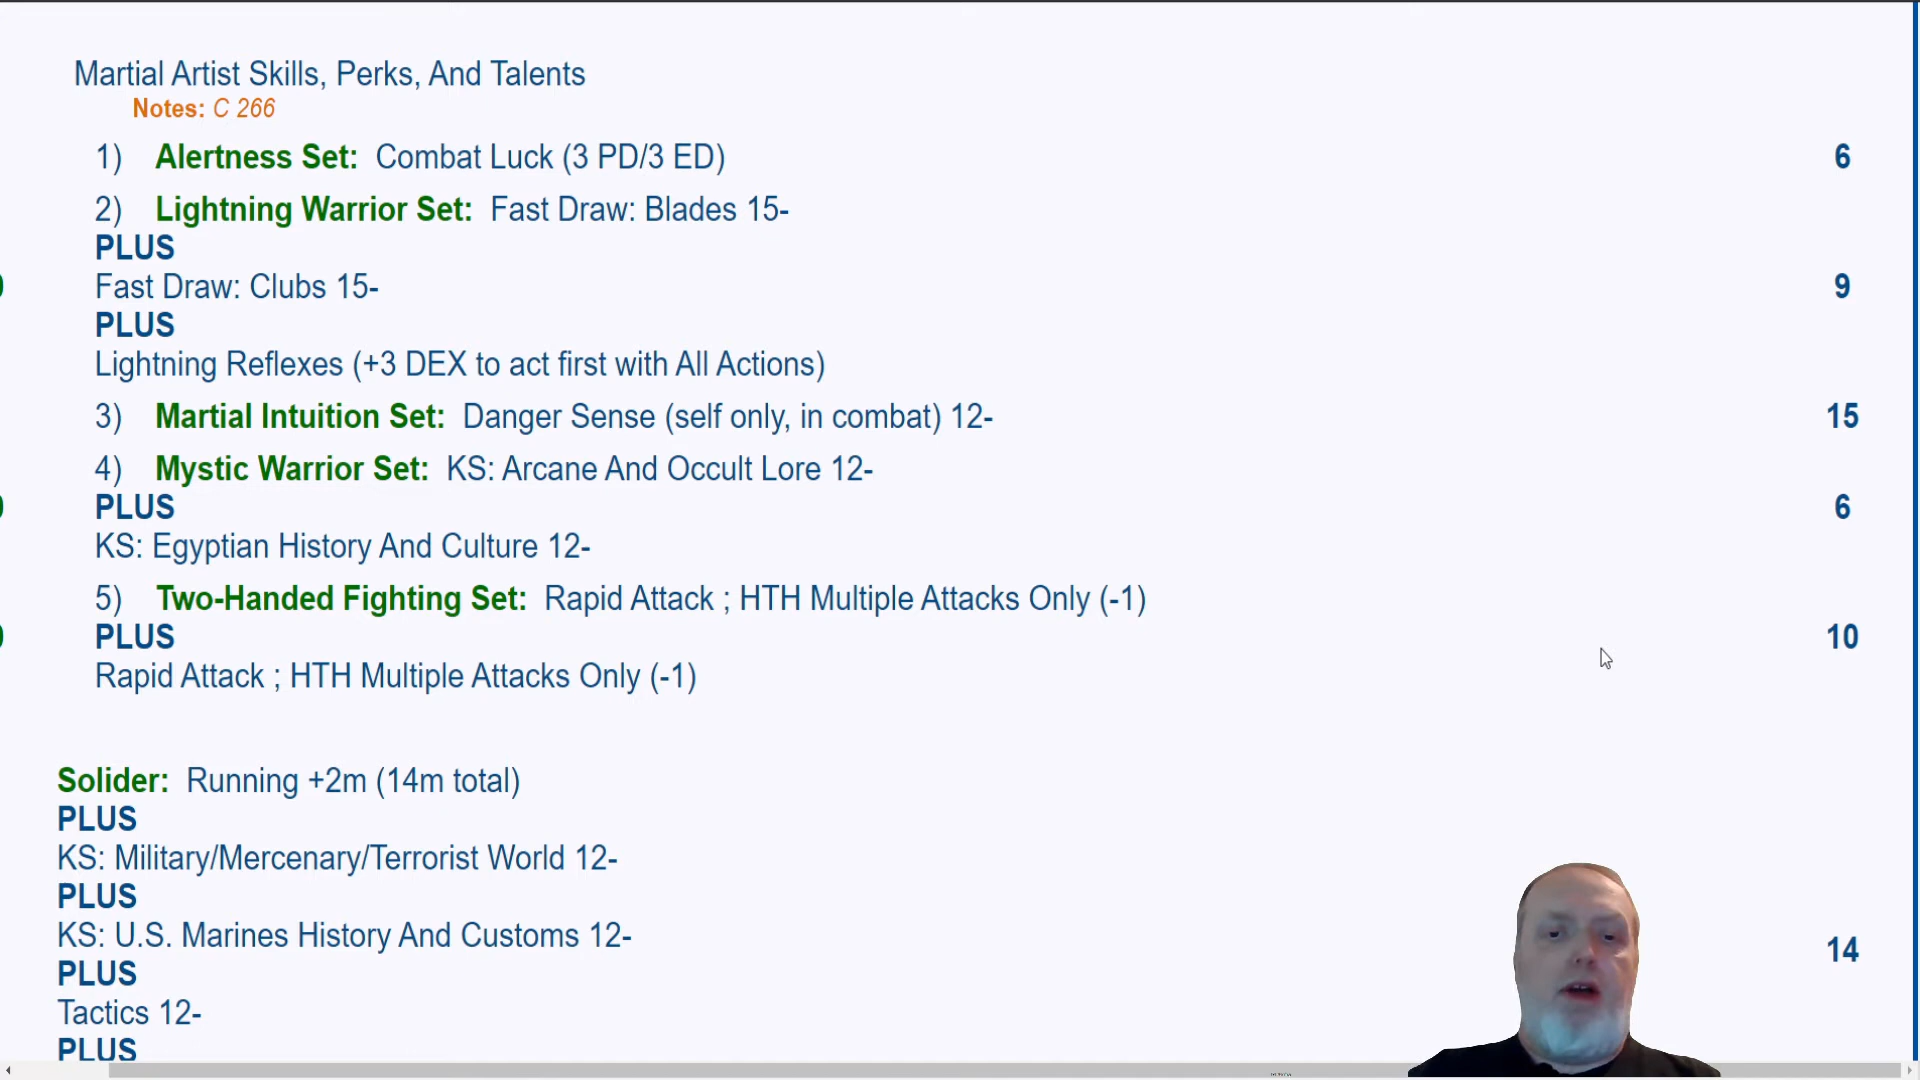 Martial Artist Skills, Perks, And Talents
Notes: C 266
1) Alertness Set: Combat Luck (3 PD/3 ED) 6
2) Lightning Warrior Set: Fast Draw: Blades 15-
PLUS
Fast Draw: Clubs 15- 9
PLUS
Lightning Reflexes (+3 DEX to act first with All Actions)
3) Martial Intuition Set: Danger Sense (self only, in combat) 12- 15
4) Mystic Warrior Set: KS: Arcane And Occult Lore 12-
PLUS 6
KS: Egyptian History And Culture 12-
5) Two-Handed Fighting Set: Rapid Attack ; HTH Multiple Attacks Only (-1)
PLUS 10
Rapid Attack ; HTH Multiple Attacks Only (-1)
Solider: Running +2m (14m total)
PLUS
KS: Military/Mercenary/Terrorist World 12-
PLUS
KS: U.S. Marines History And Customs 12- 14
PLUS
Tactics 12-
PLUS